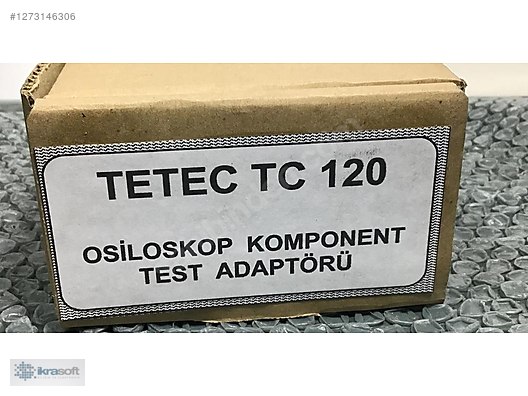 #1273146306
TETEC TC 120
OSİLOSKOP KOMPONENT
TEST ADAPTÖRÜ
ikrasoft